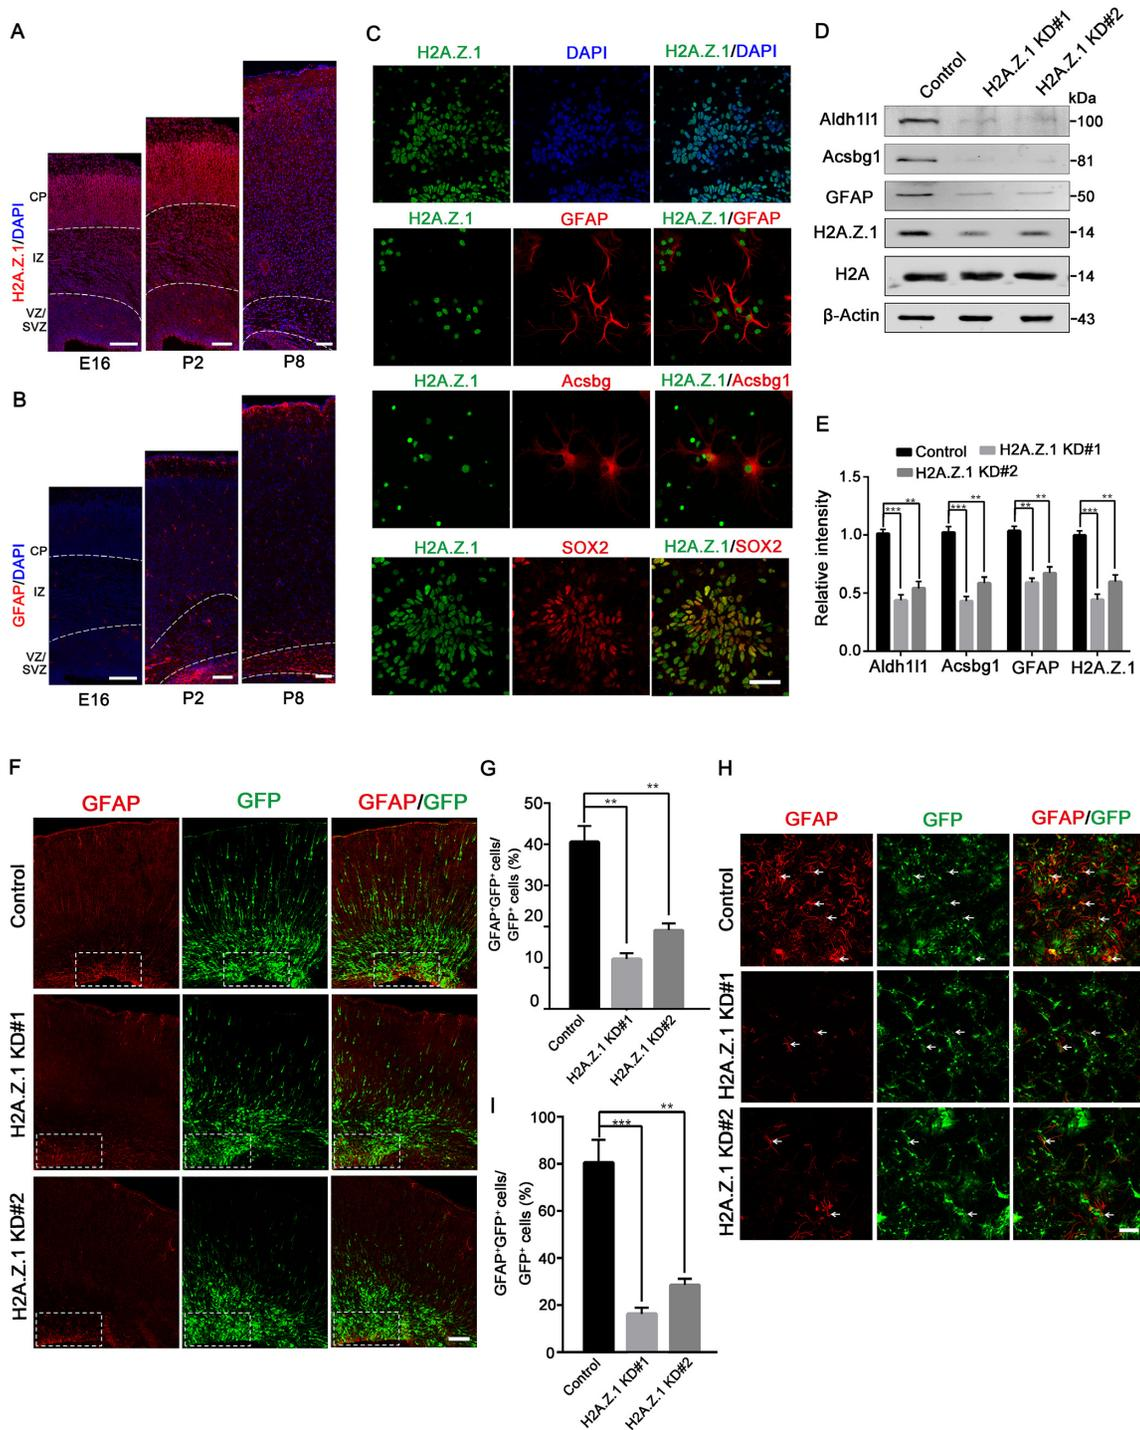 A
H2A.Z.1/DAPI
CP
IZ
VZ/
SVZ
E16
P2
P8
B
GFAP/DAPI
CP
IZ
VZ/
SVZ
E16
P2
P8
C
H2A.Z.1
DAPI
H2A.Z.1/DAPI
H2A.Z.1
GFAP
H2A.Z.1/GFAP
H2A.Z.1
Acsbg
H2A.Z.1/Acsbg1
H2A.Z.1
SOX2
H2A.Z.1/SOX2
D
Control
H2A.Z.1 KD#1
H2A.Z.1 KD#2
kDa
Aldh1l1
-100
Acsbg1
-81
GFAP
-50
H2A.Z.1
-14
H2A
-14
β-Actin
-43
E
Control
H2A.Z.1 KD#1
H2A.Z.1 KD#2
Relative intensity
1.5
1.0
0.5
0.0
***
**
***
**
**
**
***
**
Aldh1l1
Acsbg1
GFAP
H2A.Z.1
F
GFAP
GFP
GFAP/GFP
Control
H2A.Z.1 KD#1
H2A.Z.1 KD#2
G
GFAP⁺GFP⁺ cells/
GFP⁺ cells (%)
50
40
30
20
10
0
**
**
Control
H2A.Z.1 KD#1
H2A.Z.1 KD#2
H
GFAP
GFP
GFAP/GFP
Control
H2A.Z.1 KD#1
H2A.Z.1 KD#2
I
GFAP⁺GFP⁺ cells/
GFP⁺ cells (%)
100
80
60
40
20
0
***
**
Control
H2A.Z.1 KD#1
H2A.Z.1 KD#2